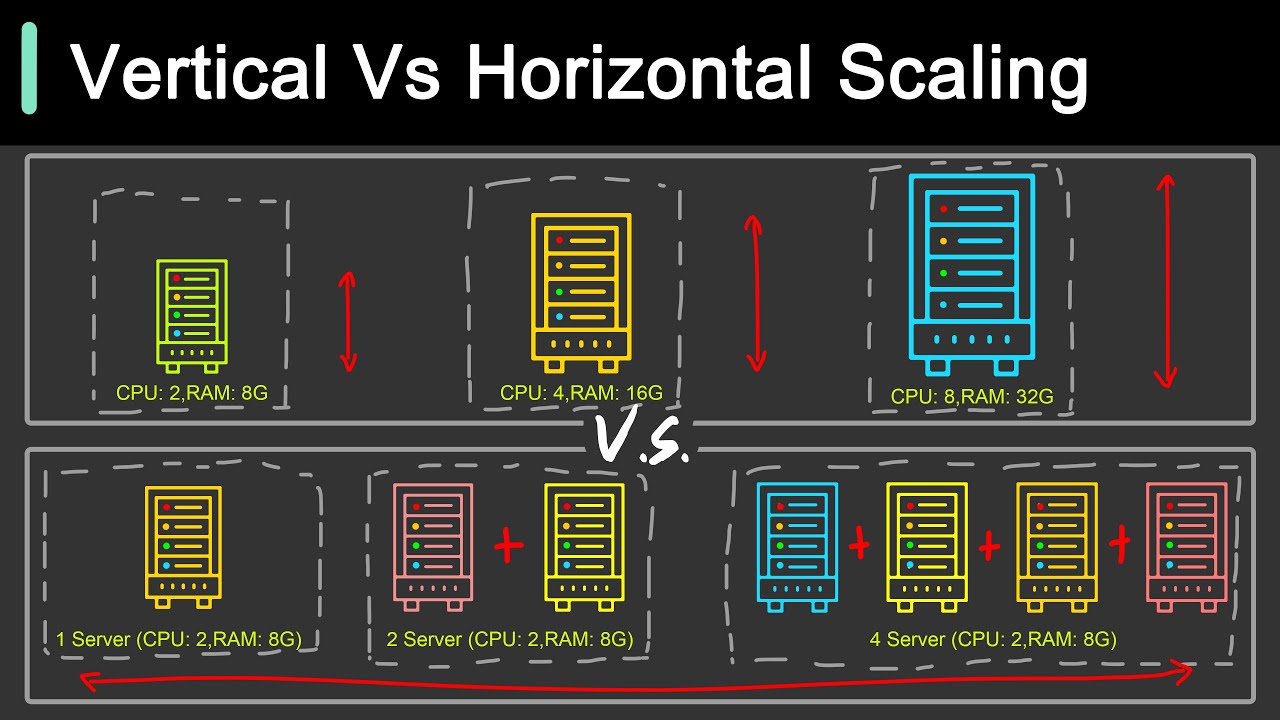 Vertical Vs Horizontal Scaling
CPU: 2,RAM: 8G
CPU: 4,RAM: 16G
CPU: 8,RAM: 32G
V.s.
1 Server (CPU: 2,RAM: 8G)
2 Server (CPU: 2,RAM: 8G)
4 Server (CPU: 2,RAM: 8G)